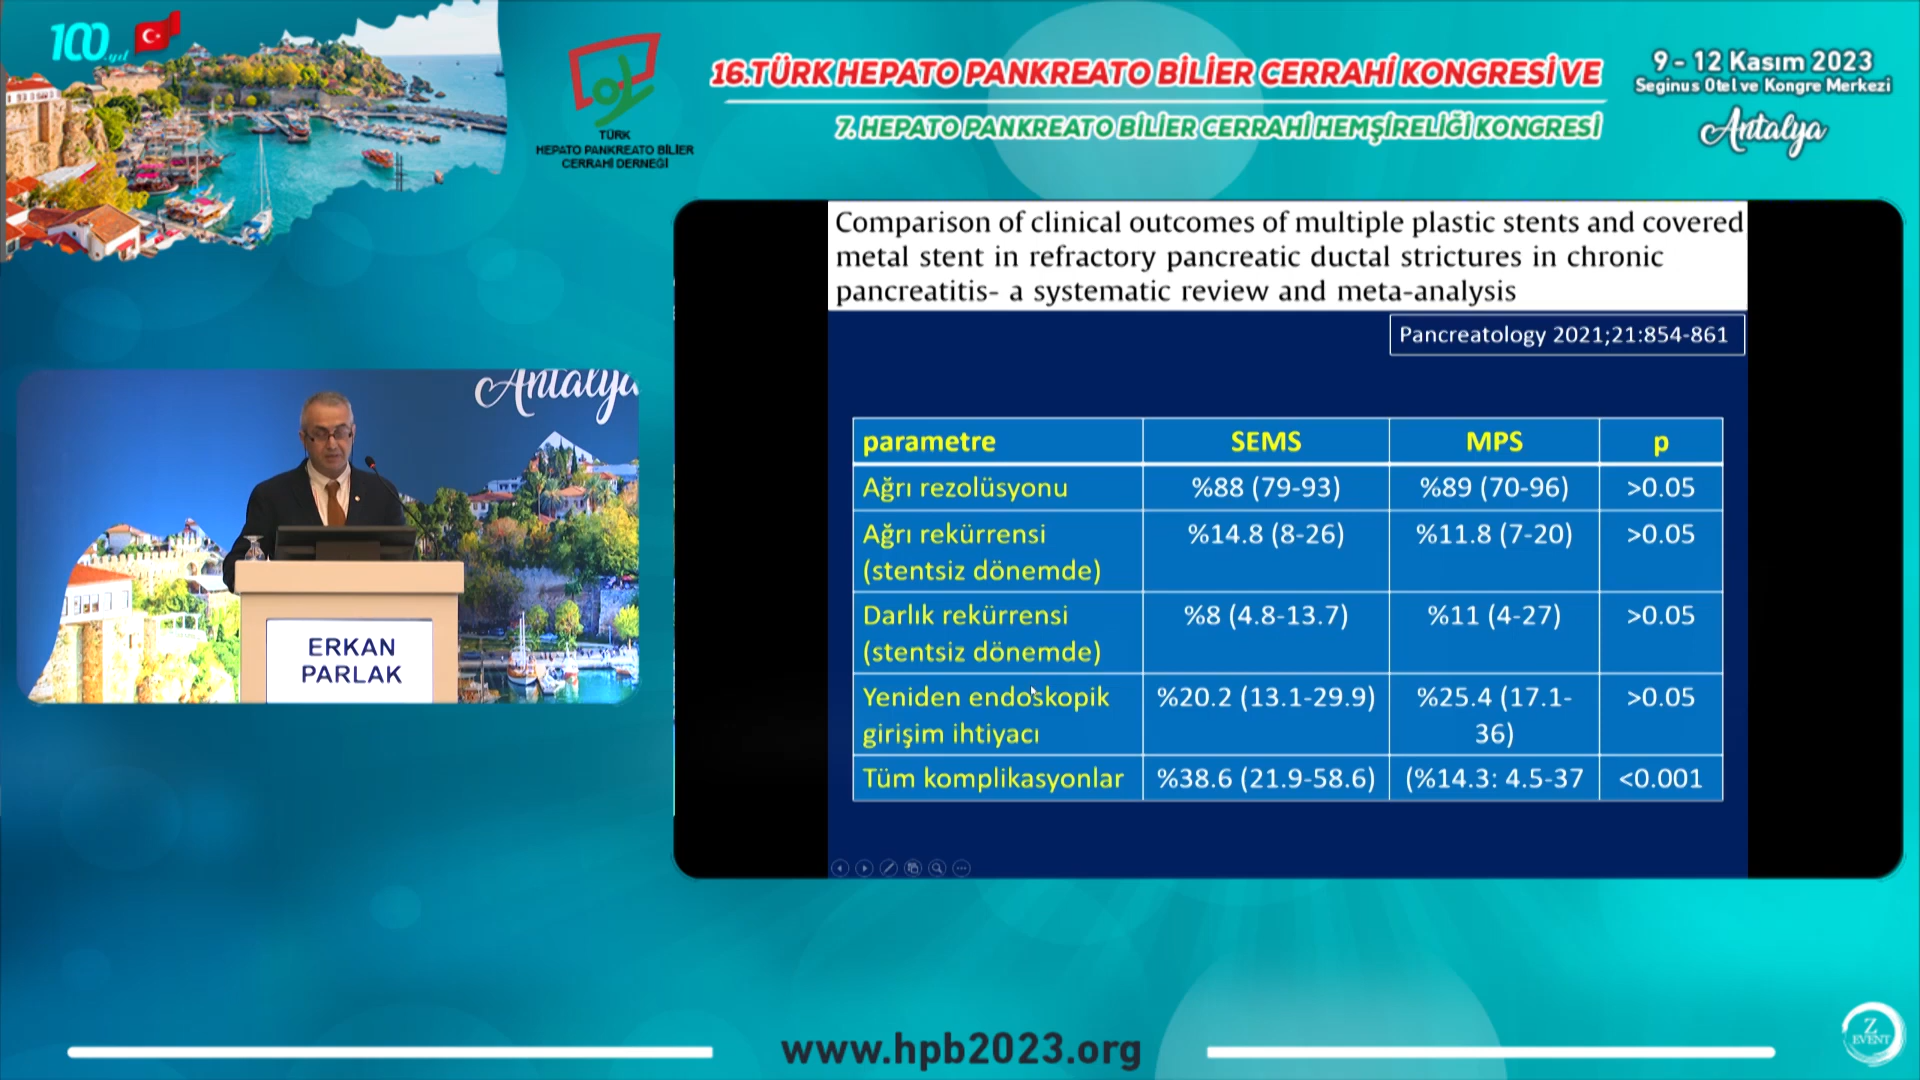 100.yıl
TÜRK
HEPATO PANKREATO BİLİER
CERRAHİ DERNEĞİ
16.TÜRK HEPATO PANKREATO BİLİER CERRAHİ KONGRESİ VE
7. HEPATO PANKREATO BİLİER CERRAHİ HEMŞİRELİĞİ KONGRESİ
9 - 12 Kasım 2023
Seginus Otel ve Kongre Merkezi
Antalya
Antalya
ERKAN
PARLAK
Comparison of clinical outcomes of multiple plastic stents and covered
metal stent in refractory pancreatic ductal strictures in chronic
pancreatitis- a systematic review and meta-analysis
Pancreatology 2021;21:854-861
parametre SEMS MPS p
Ağrı rezolüsyonu %88 (79-93) %89 (70-96) >0.05
Ağrı rekürrensi %14.8 (8-26) %11.8 (7-20) >0.05
(stentsiz dönemde)
Darlık rekürrensi %8 (4.8-13.7) %11 (4-27) >0.05
(stentsiz dönemde)
Yeniden endoskopik %20.2 (13.1-29.9) %25.4 (17.1- >0.05
girişim ihtiyacı 36)
Tüm komplikasyonlar %38.6 (21.9-58.6) (%14.3: 4.5-37 <0.001
www.hpb2023.org
Z
EVENT